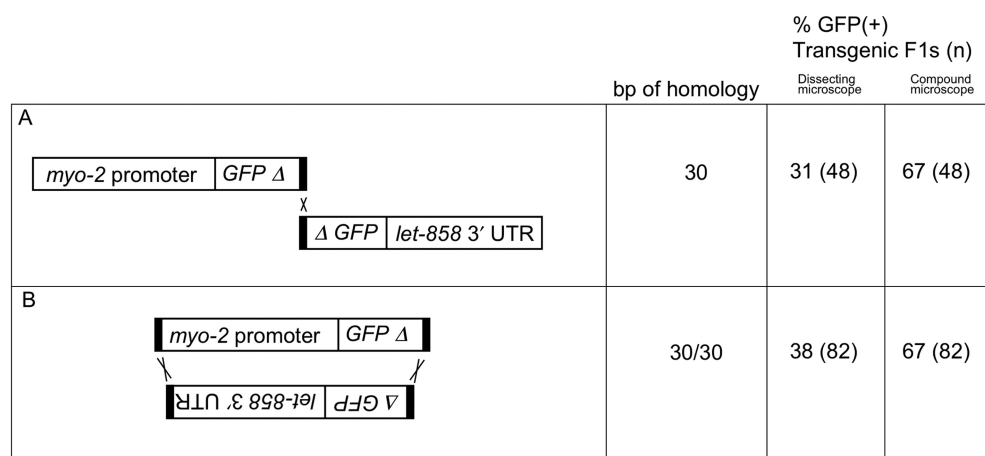 % GFP(+)
Transgenic F1s (n)
bp of homology
Dissecting
microscope
Compound
microscope
A
myo-2 promoter GFP Δ
30
31 (48)
67 (48)
x
Δ GFP let-858 3′ UTR
B
myo-2 promoter GFP Δ
30/30
38 (82)
67 (82)
Δ GFP let-858 3′ UTR